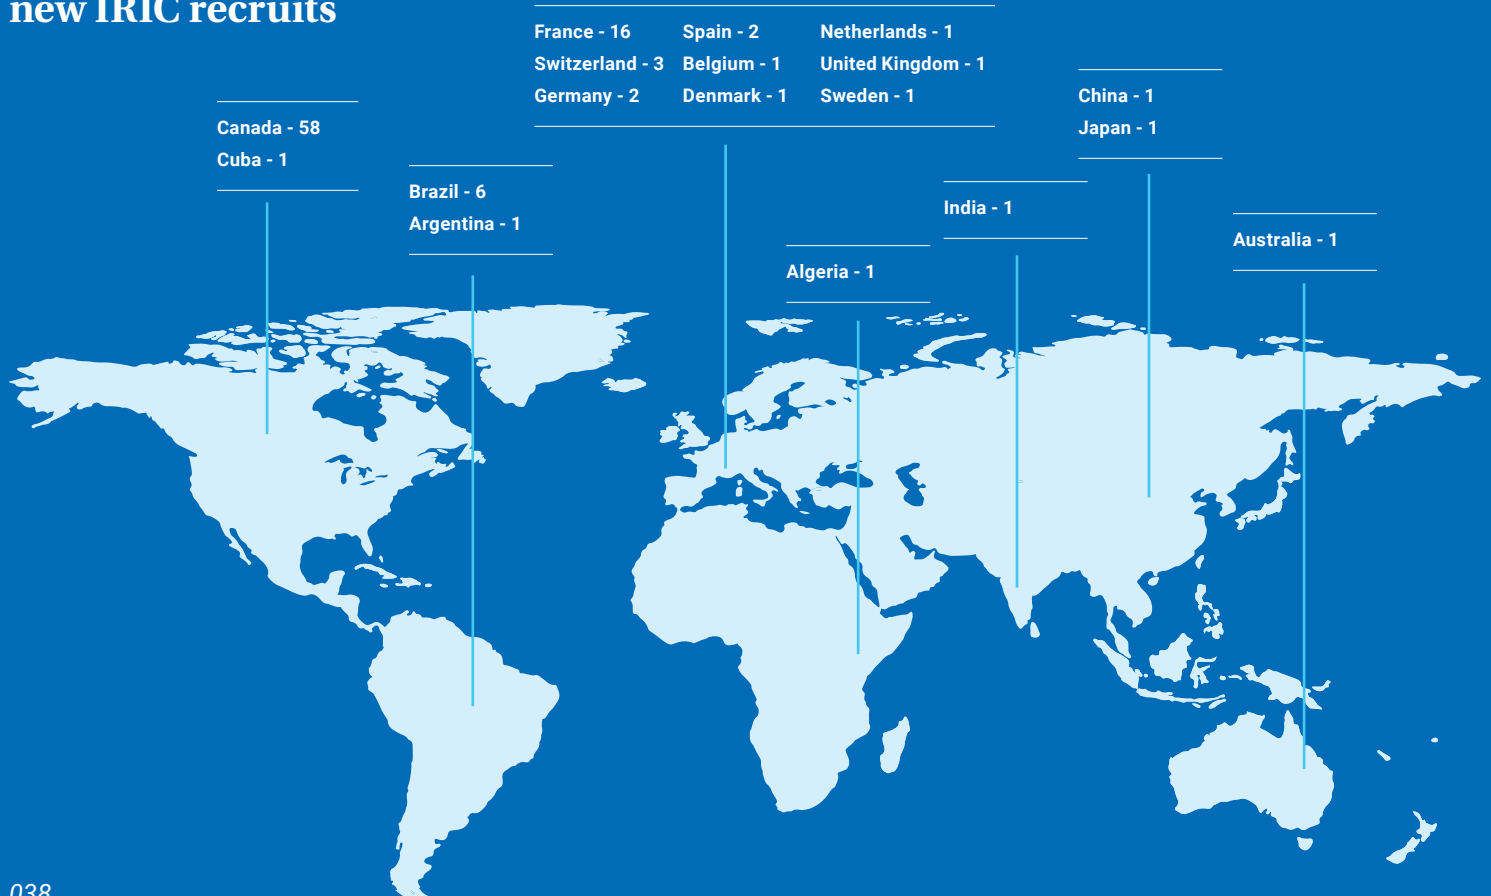 new IRIC recruits
France - 16
Switzerland - 3
Germany - 2
Spain - 2
Belgium - 1
Denmark - 1
Netherlands - 1
United Kingdom - 1
Sweden - 1
China - 1
Japan - 1
Canada - 58
Cuba - 1
Brazil - 6
Argentina - 1
India - 1
Australia - 1
Algeria - 1
038